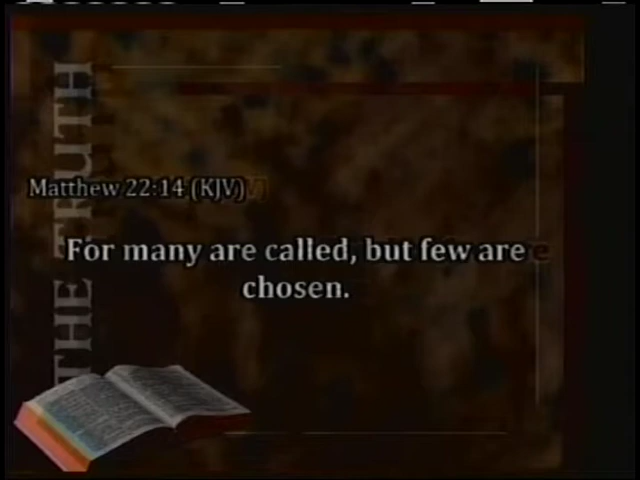 THE TRUTH
Matthew 22:14 (KJV)
For many are called, but few are
chosen.